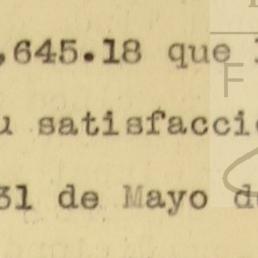 ,645.18 que
u satisfacci
31 de Mayo d